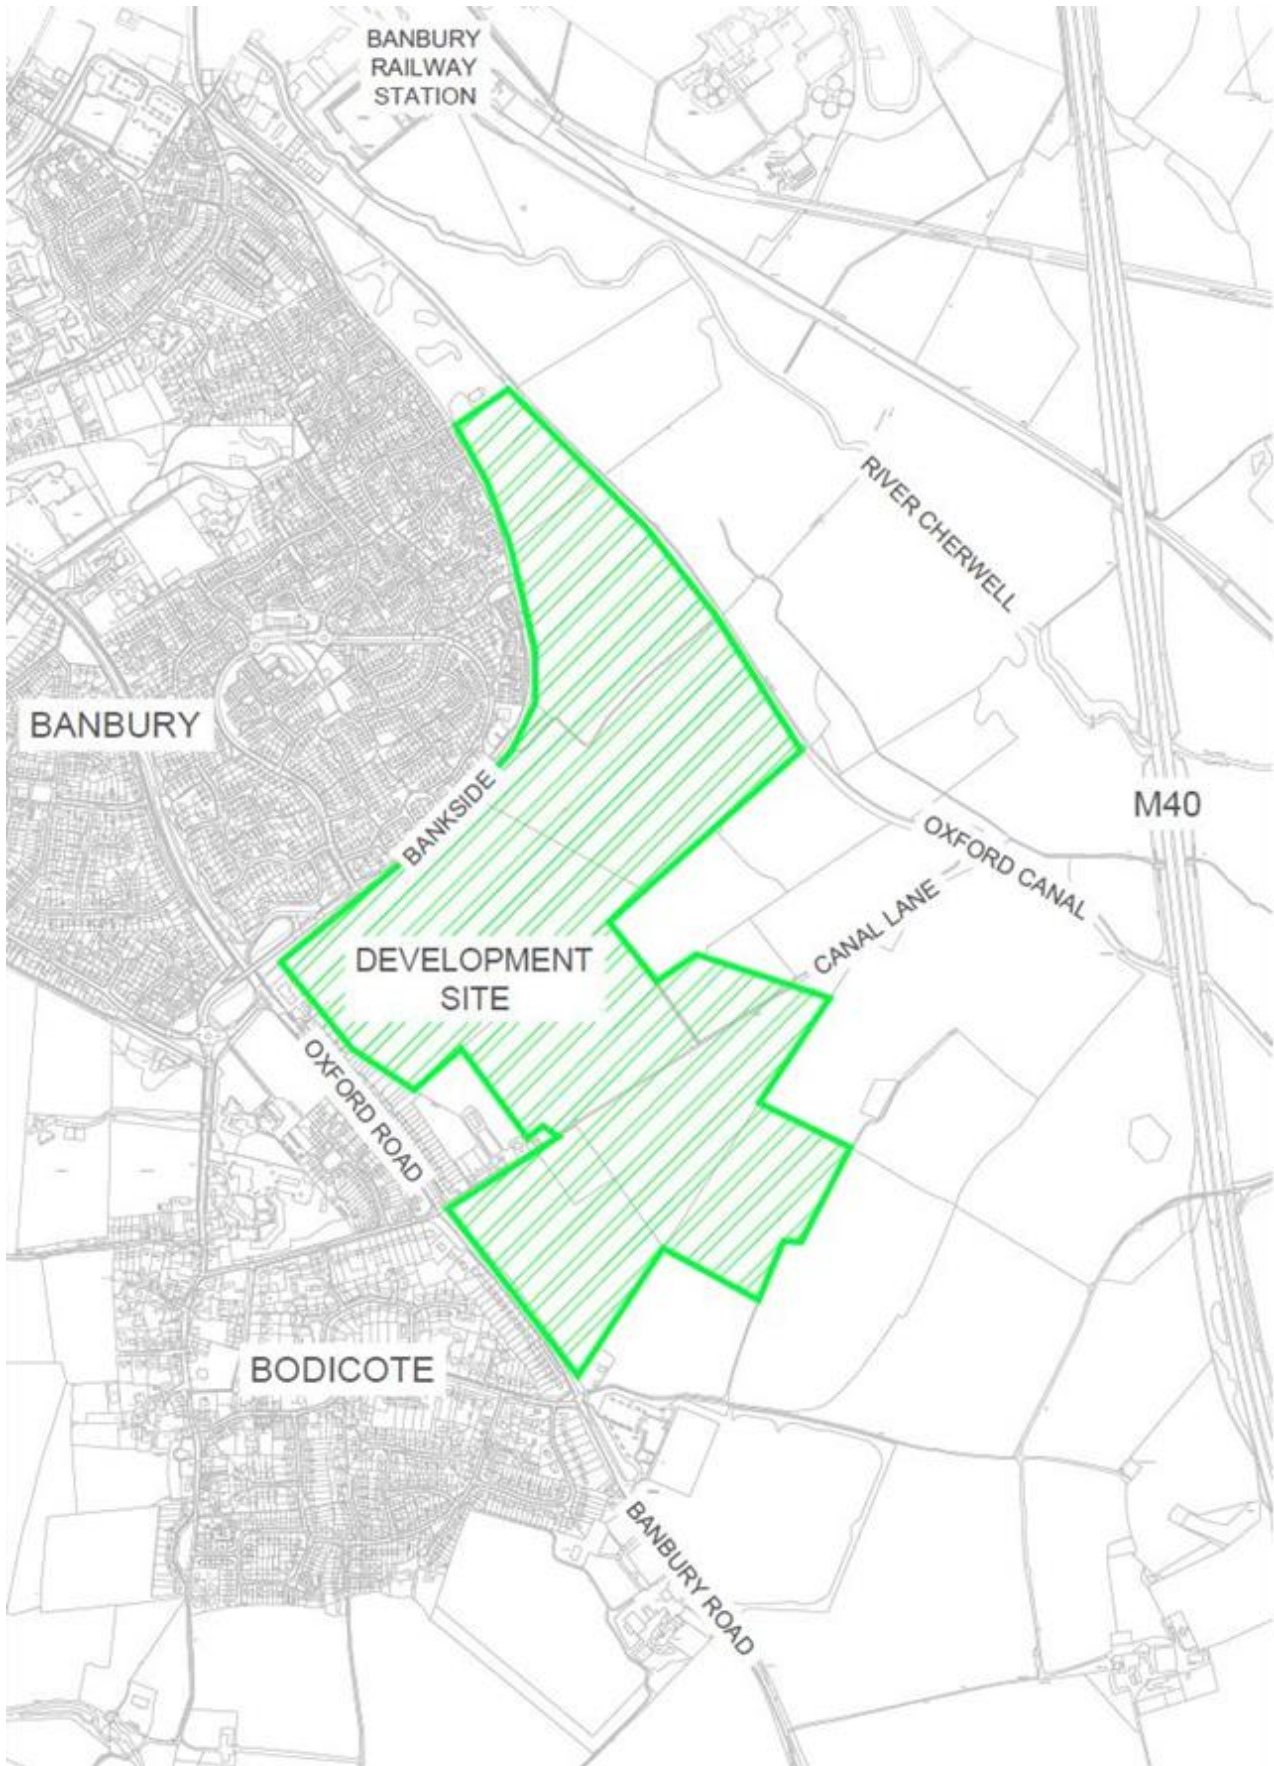 BANBURY
RAILWAY
STATION
RIVER CHERWELL
BANBURY
BANKSIDE
M40
OXFORD CANAL
CANAL LANE
DEVELOPMENT
SITE
OXFORD ROAD
BODICOTE
BANBURY ROAD